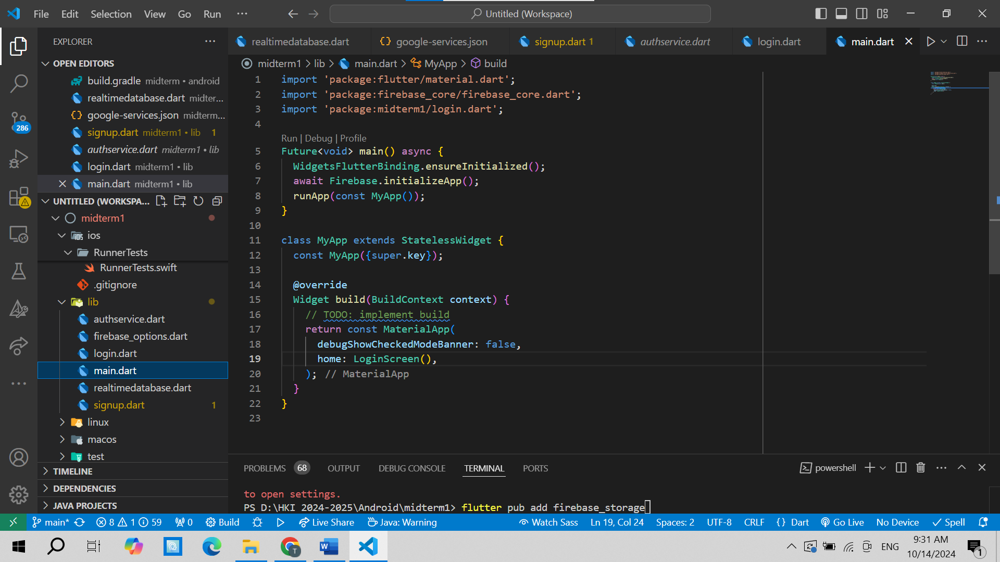 File Edit Selection View Go Run ··· Untitled (Workspace)
EXPLORER ···
OPEN EDITORS
build.gradle midterm • android
realtimedatabase.dart midter...
google-services.json midterm...
signup.dart midterm1 • lib 1
authservice.dart midterm1 • lib
login.dart midterm1 • lib
main.dart midterm1 • lib
286
UNTITLED (WORKSPA...
midterm1
ios
RunnerTests
RunnerTests.swift
.gitignore
lib
authservice.dart
firebase_options.dart
login.dart
main.dart
realtimedatabase.dart
signup.dart 1
linux
macos
test
TIMELINE
DEPENDENCIES
JAVA PROJECTS
realtimedatabase.dart google-services.json signup.dart 1 authservice.dart login.dart main.dart
midterm1 > lib > main.dart > MyApp > build
1 import 'package:flutter/material.dart';
2 import 'package:firebase_core/firebase_core.dart';
3 import 'package:midterm1/login.dart';
4
Run | Debug | Profile
5 Future<void> main() async {
6 WidgetsFlutterBinding.ensureInitialized();
7 await Firebase.initializeApp();
8 runApp(const MyApp());
9 }
10
11 class MyApp extends StatelessWidget {
12 const MyApp({super.key});
13
14 @override
15 Widget build(BuildContext context) {
16 // TODO: implement build
17 return const MaterialApp(
18 debugShowCheckedModeBanner: false,
19 home: LoginScreen(),
20 ); // MaterialApp
21 }
22 }
23
PROBLEMS 68 OUTPUT DEBUG CONSOLE TERMINAL PORTS powershell
to open settings.
PS D:\HKI 2024-2025\Android\midterm1> flutter pub add firebase_storage
main* 8 1 59 0 Build Live Share Java: Warning Watch Sass Ln 19, Col 24 Spaces: 2 UTF-8 CRLF {} Dart Go Live No Device Spell
ENG
9:31 AM
10/14/2024
1